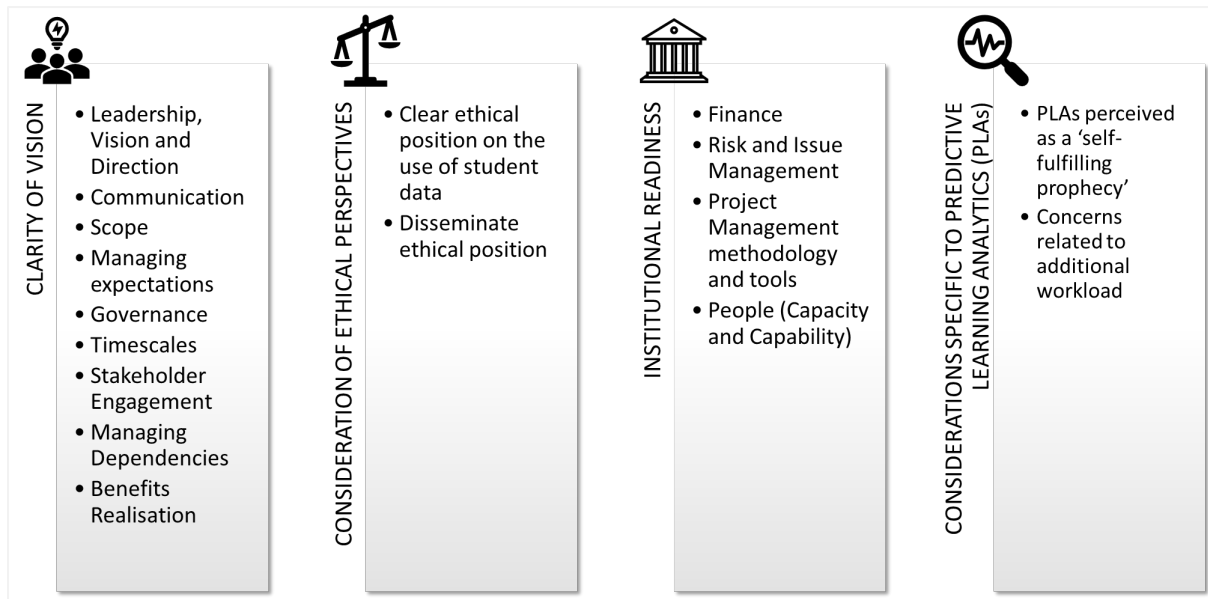 CLARITY OF VISION
• Leadership,
Vision and
Direction
• Communication
• Scope
• Managing
expectations
• Governance
• Timescales
• Stakeholder
Engagement
• Managing
Dependencies
• Benefits
Realisation
CONSIDERATION OF ETHICAL PERSPECTIVES
• Clear ethical
position on the
use of student
data
• Disseminate
ethical position
INSTITUTIONAL READINESS
• Finance
• Risk and Issue
Management
• Project
Management
methodology
and tools
• People (Capacity
and Capability)
CONSIDERATIONS SPECIFIC TO PREDICTIVE
LEARNING ANALYTICS (PLAs)
• PLAs perceived
as a ‘self-
fulfilling
prophecy’
• Concerns
related to
additional
workload